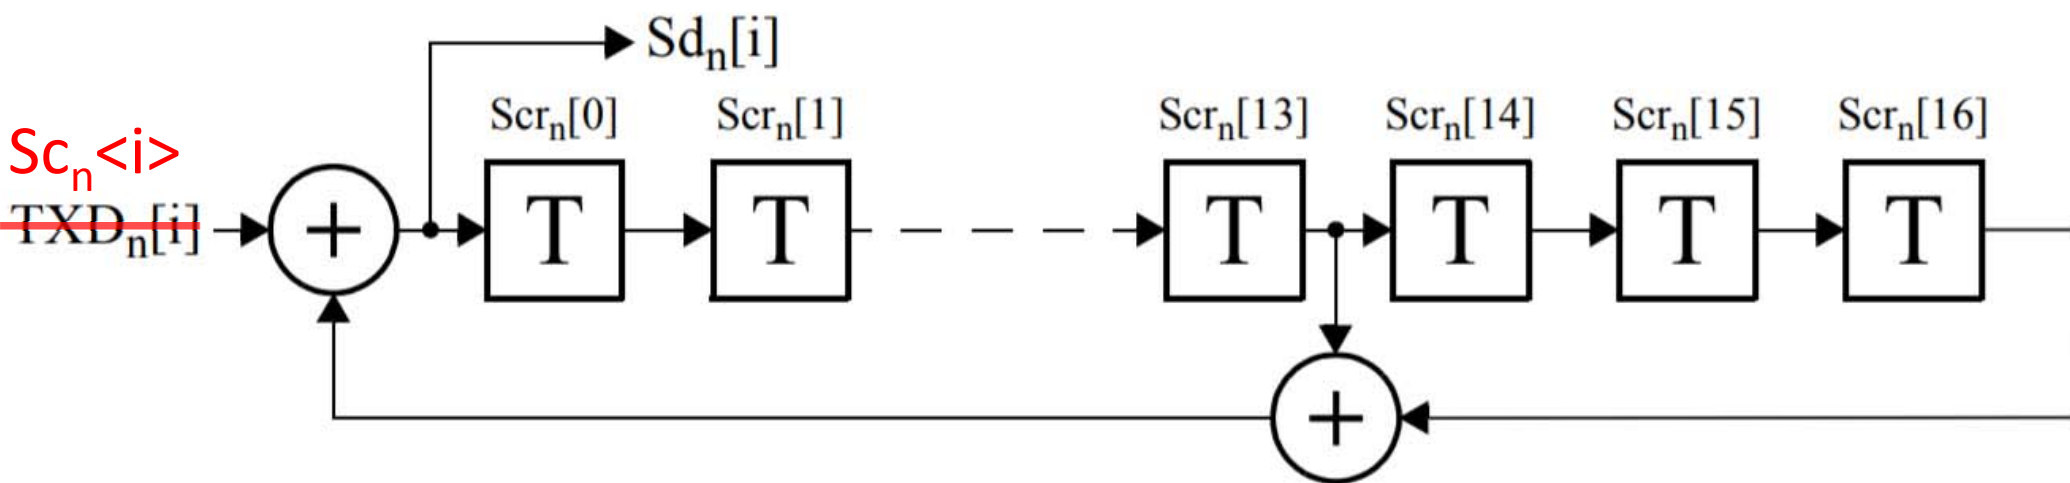 Sdn[i]
Scrn[0] Scrn[1] Scrn[13] Scrn[14] Scrn[15] Scrn[16]
Scn<i>
TXDn[i] + T T T T T T
+